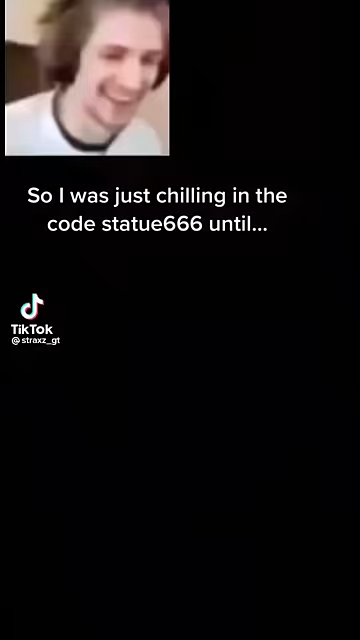 So I was just chilling in the
code statue666 until...
TikTok
@straxz_gt